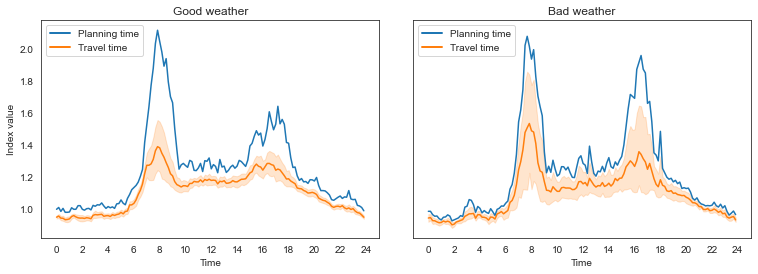 Good weather
Planning time
Travel time
Index value
2.0
1.8
1.6
1.4
1.2
1.0
0 2 4 6 8 10 12 14 16 18 20 22 24
Time
Bad weather
Planning time
Travel time
0 2 4 6 8 10 12 14 16 18 20 22 24
Time